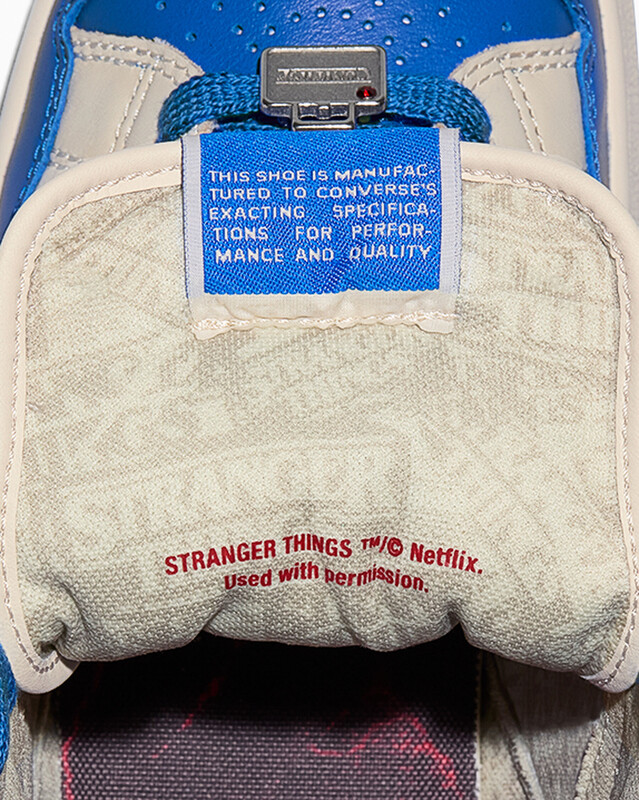 THIS SHOE IS MANUFAC-
TURED TO CONVERSE'S
EXACTING SPECIFICA-
TIONS FOR PERFOR-
MANCE AND QUALITY
STRANGER
STRANGER THINGS ™/© Netflix.
Used with permission.